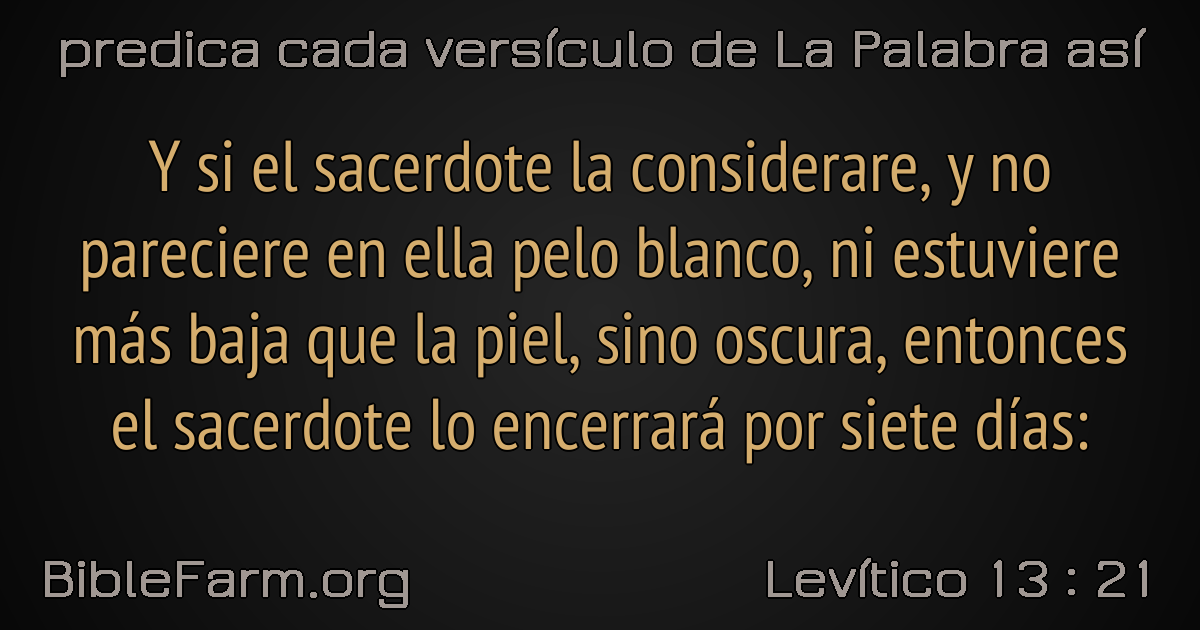 predica cada versículo de La Palabra así
Y si el sacerdote la considerare, y no
pareciere en ella pelo blanco, ni estuviere
más baja que la piel, sino oscura, entonces
el sacerdote lo encerrará por siete días:
BibleFarm.org
Levítico 13 : 21